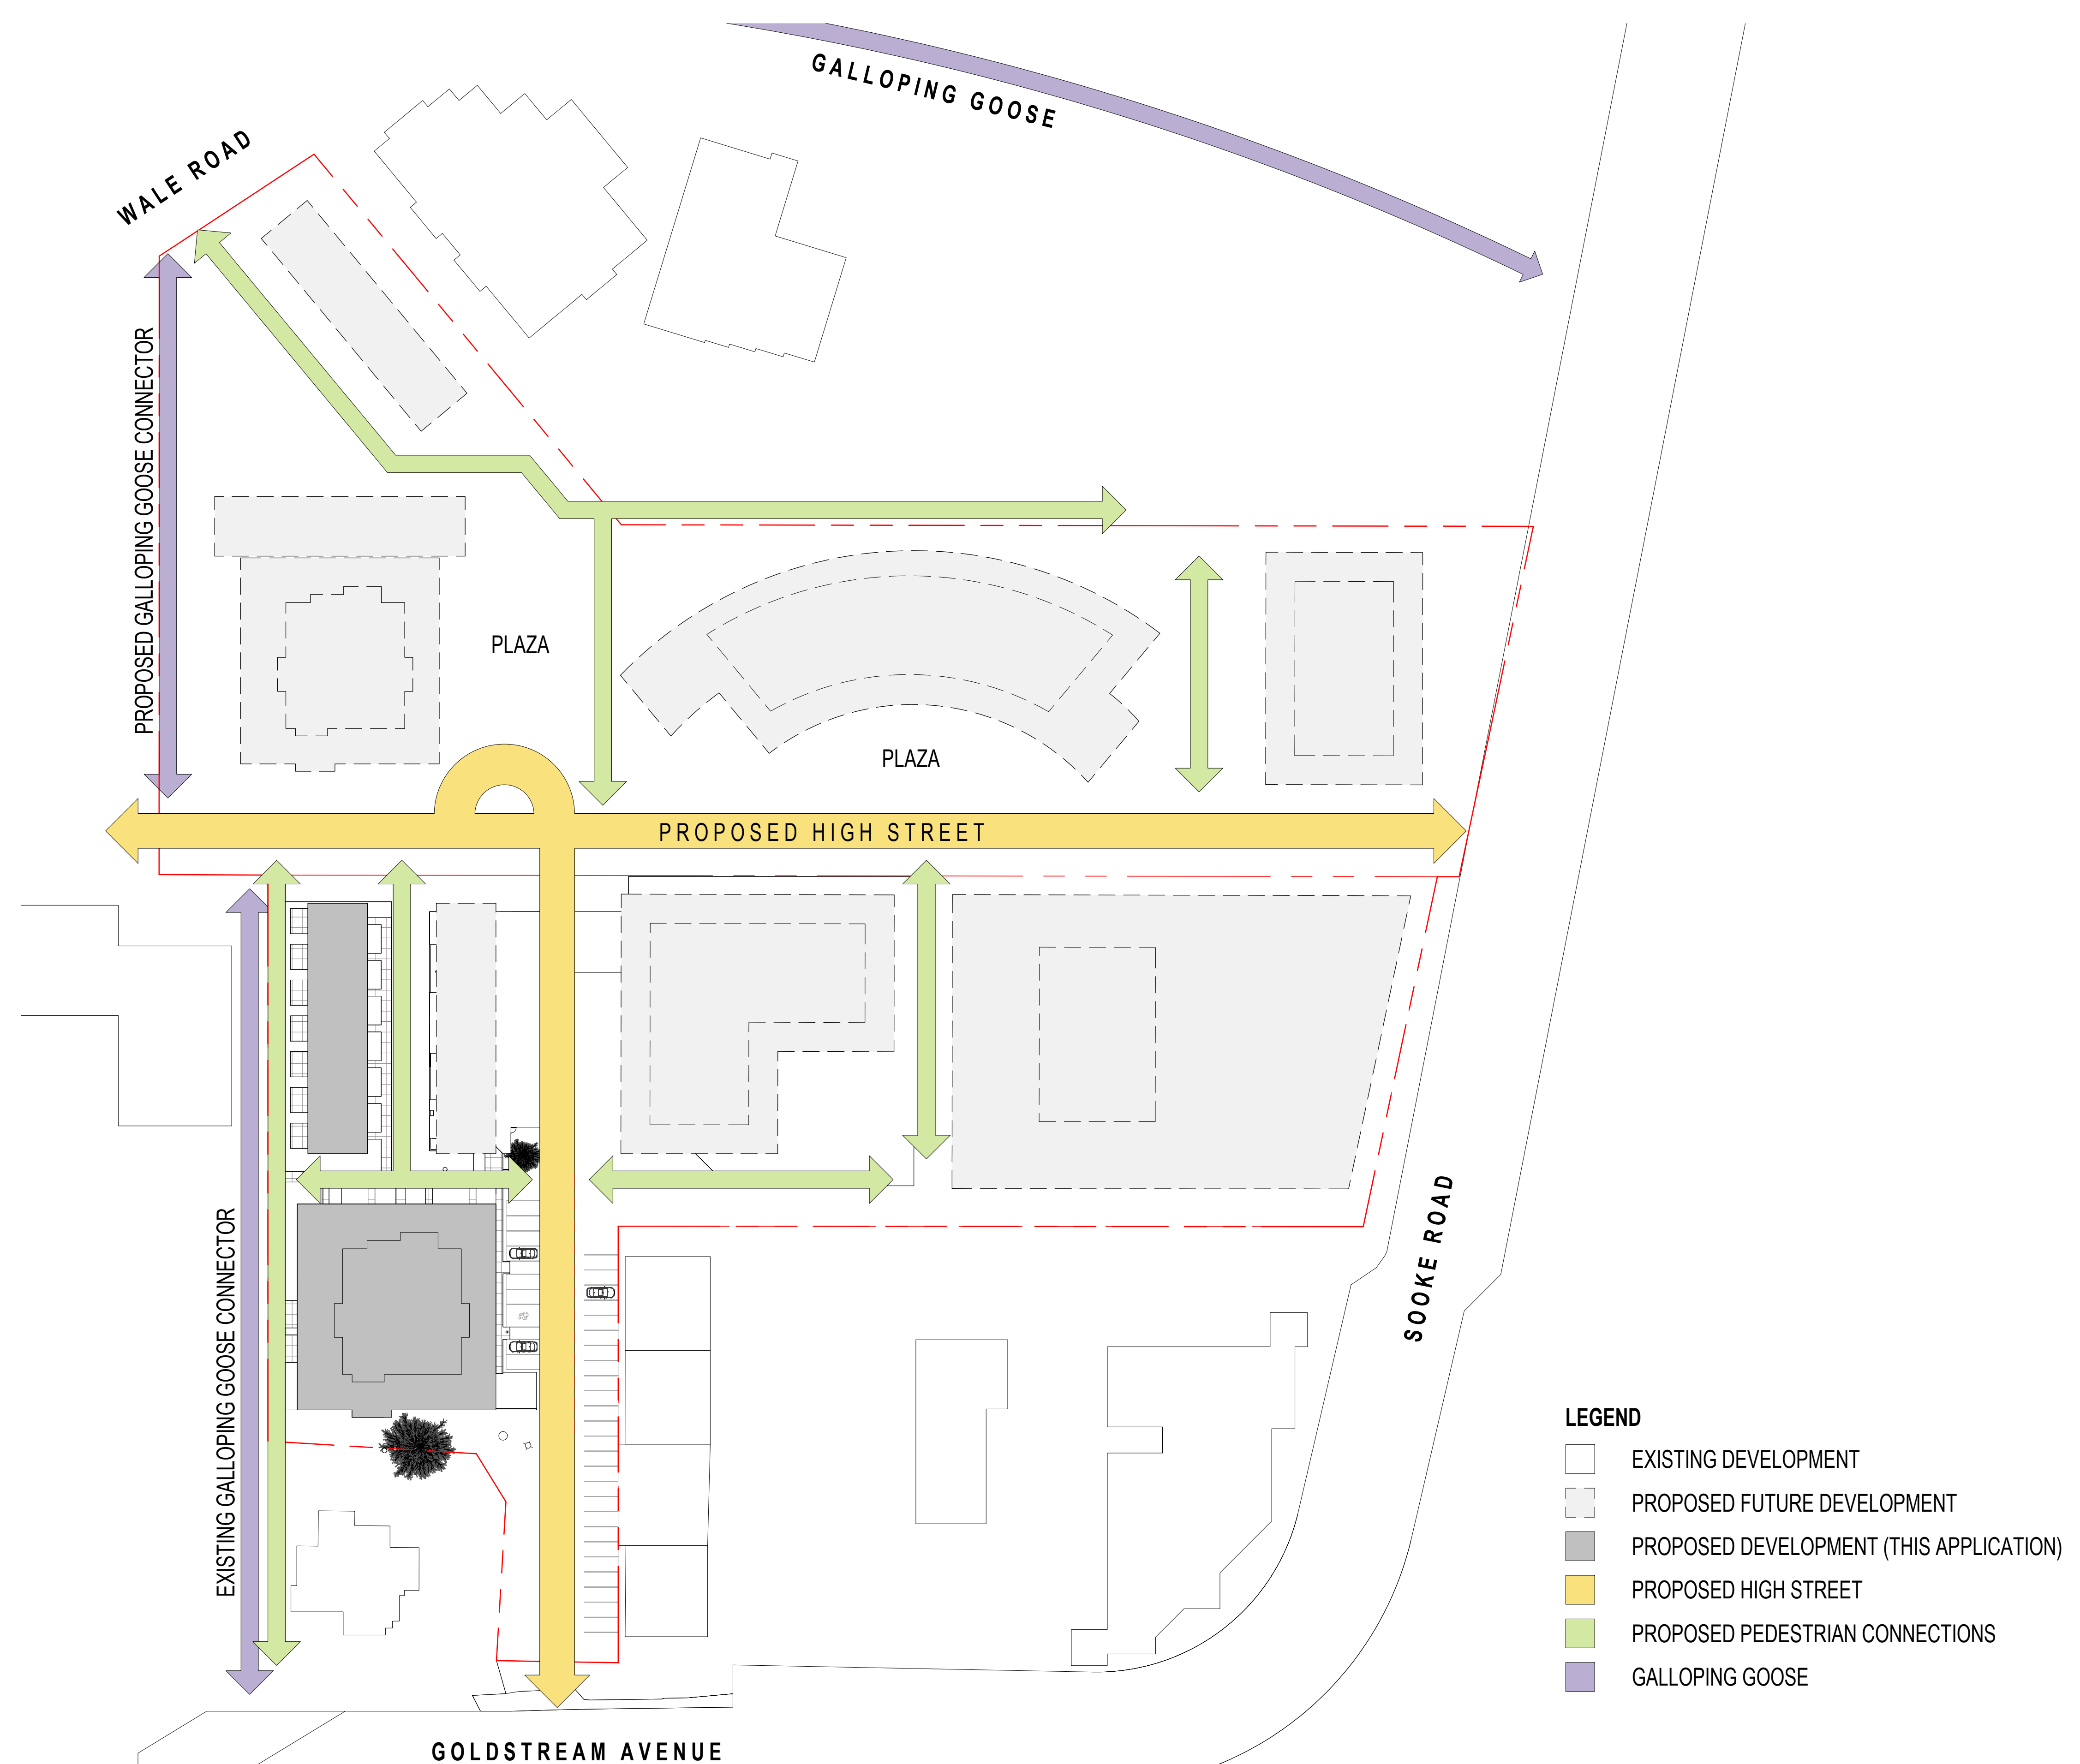 GALLOPING GOOSE
WALE ROAD
PROPOSED GALLOPING GOOSE CONNECTOR
PLAZA
PLAZA
PROPOSED HIGH STREET
EXISTING GALLOPING GOOSE CONNECTOR
SOOKE ROAD
GOLDSTREAM AVENUE
LEGEND
EXISTING DEVELOPMENT
PROPOSED FUTURE DEVELOPMENT
PROPOSED DEVELOPMENT (THIS APPLICATION)
PROPOSED HIGH STREET
PROPOSED PEDESTRIAN CONNECTIONS
GALLOPING GOOSE